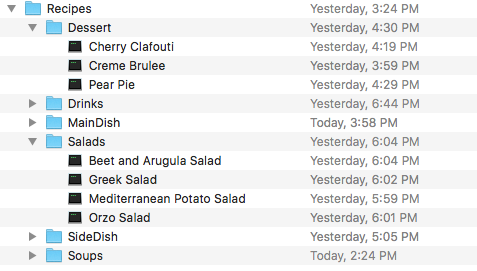 Recipes Yesterday, 3:24 PM
Dessert Yesterday, 4:30 PM
Cherry Clafouti Yesterday, 4:19 PM
Creme Brulee Yesterday, 3:59 PM
Pear Pie Yesterday, 4:29 PM
Drinks Yesterday, 6:44 PM
MainDish Today, 3:58 PM
Salads Yesterday, 6:04 PM
Beet and Arugula Salad Yesterday, 6:04 PM
Greek Salad Yesterday, 6:02 PM
Mediterranean Potato Salad Yesterday, 5:59 PM
Orzo Salad Yesterday, 6:01 PM
SideDish Yesterday, 5:05 PM
Soups Today, 2:24 PM